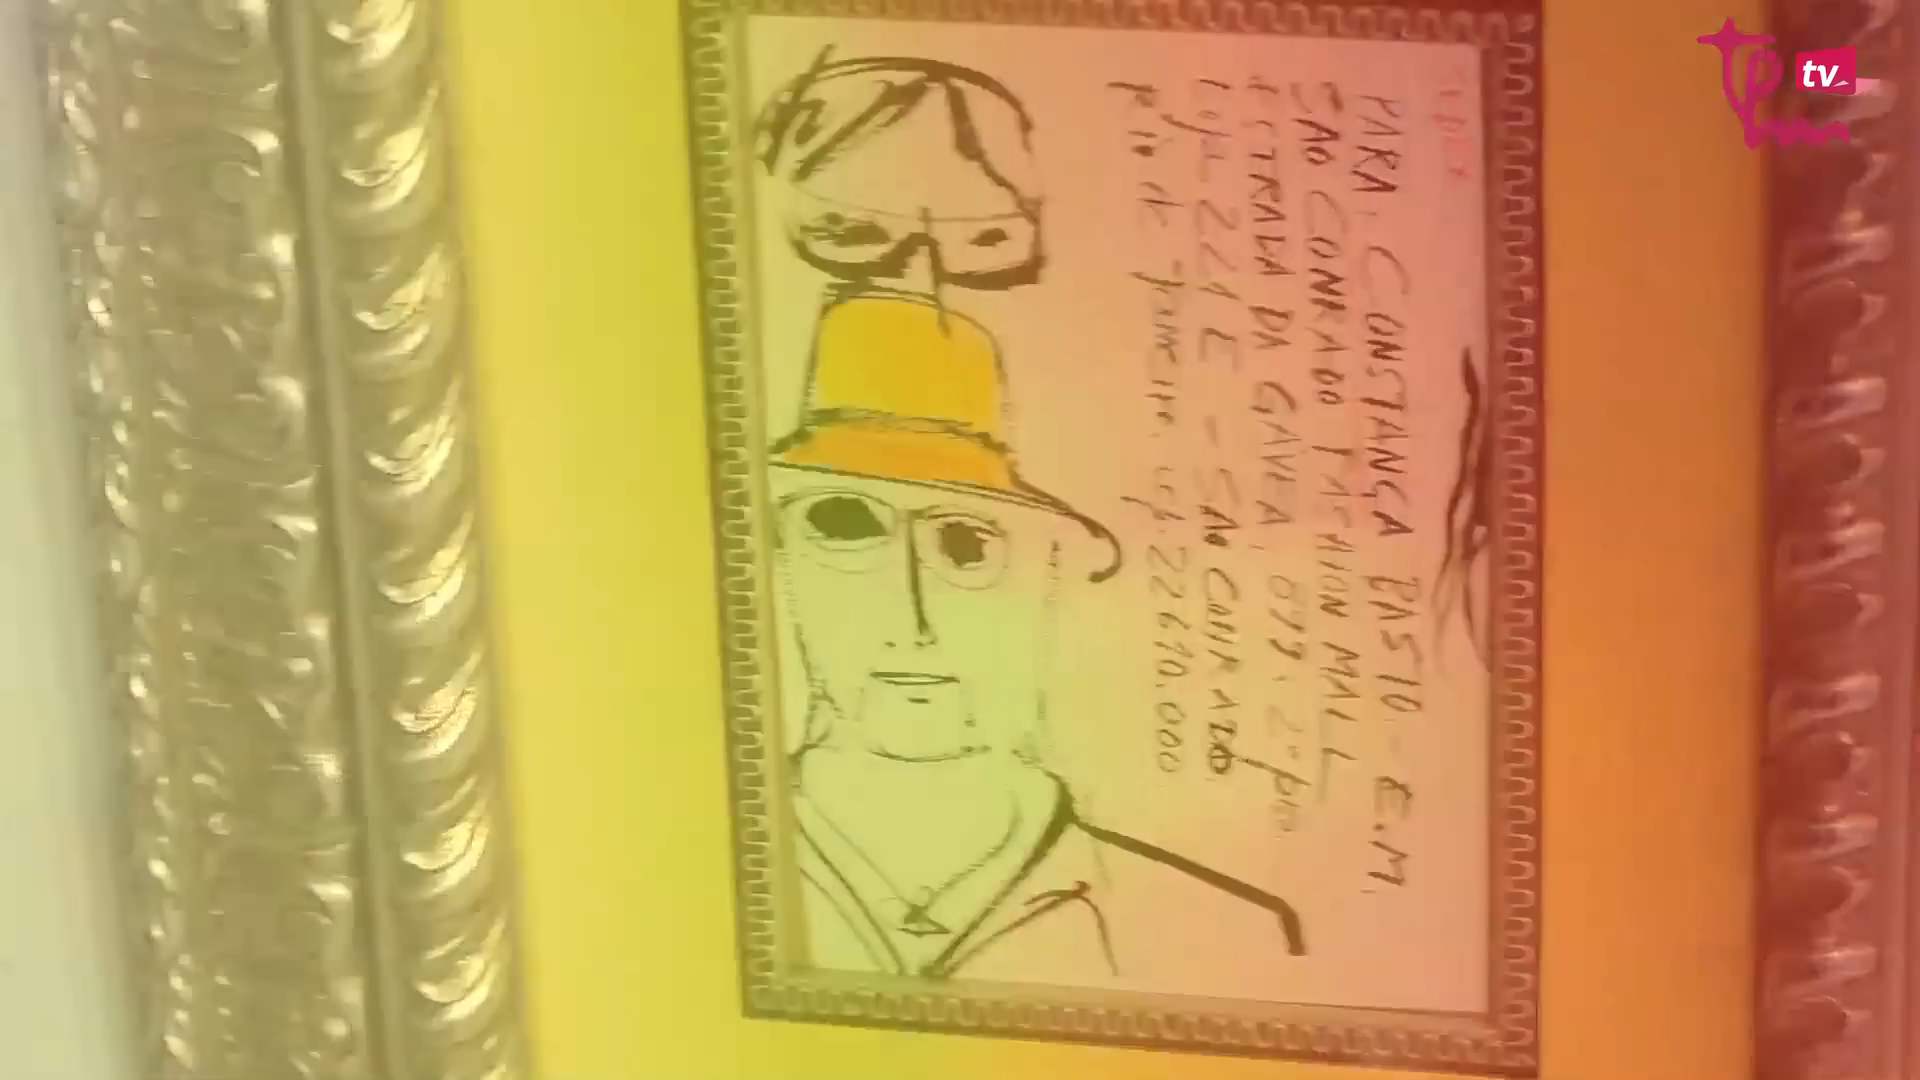 PARA, CONSTANÇA BASTO - E.M.
SÃO CONRADO FASHION MALL
ESTRADA DA GÁVEA, 899, 2º piso
Loja 221 E - SÃO CONRADO
Rio de Janeiro, cep. 22610.000
tv